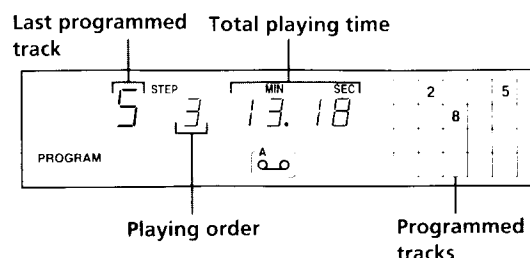 Last programmed track Total playing time
STEP MIN SEC
5 3 13.18 2 5
8
PROGRAM A
Playing order Programmed tracks